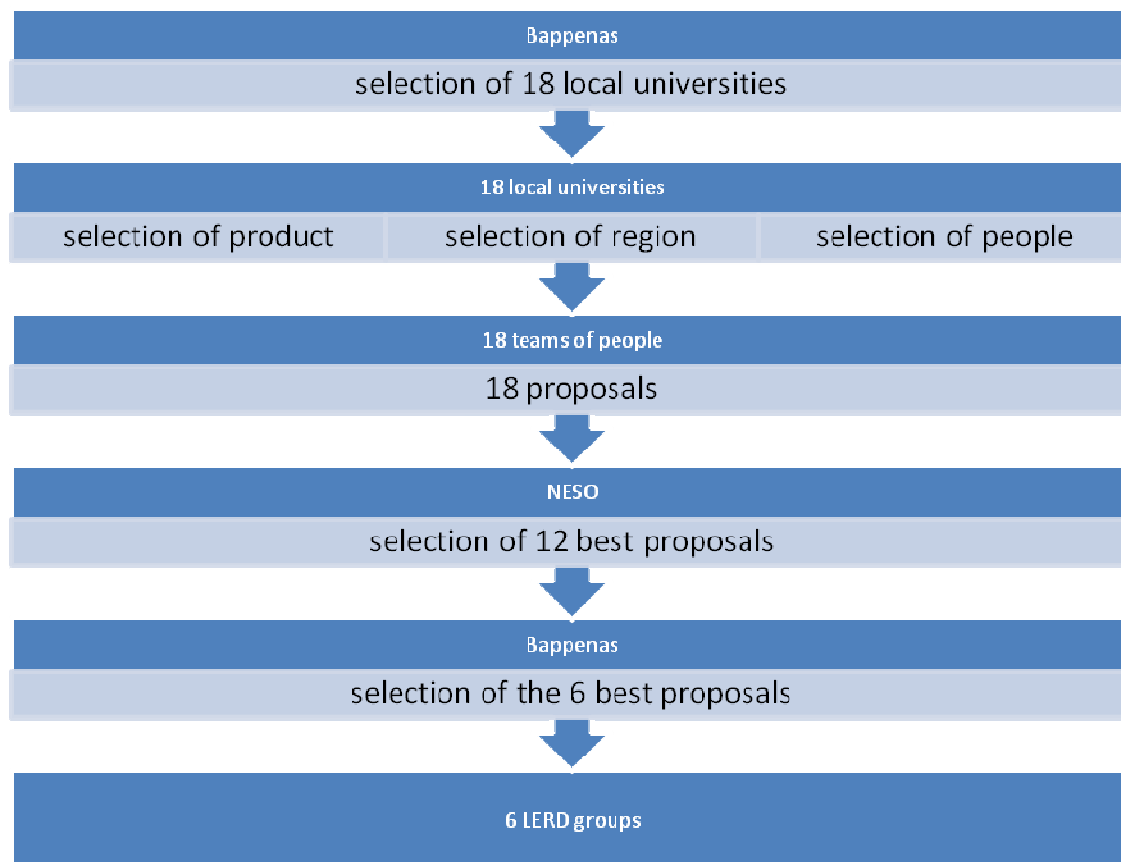 Bappenas
selection of 18 local universities
18 local universities
selection of product
selection of region
selection of people
18 teams of people
18 proposals
NESO
selection of 12 best proposals
Bappenas
selection of the 6 best proposals
6 LERD groups